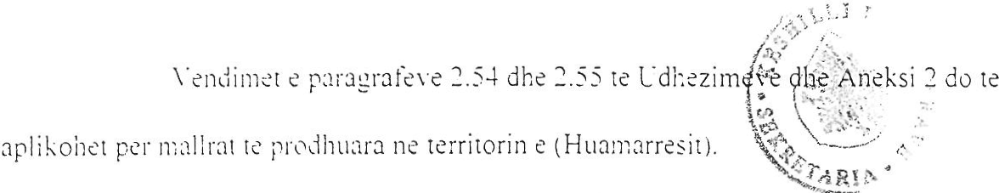 Vendimet e paragrafeve 2.54 dhe 2.55 te Udhezimeve dhe Aneksi 2 do te
aplikohet per mallrat te prodhuara ne territorin e (Huamarresit).
SEKRETARIA